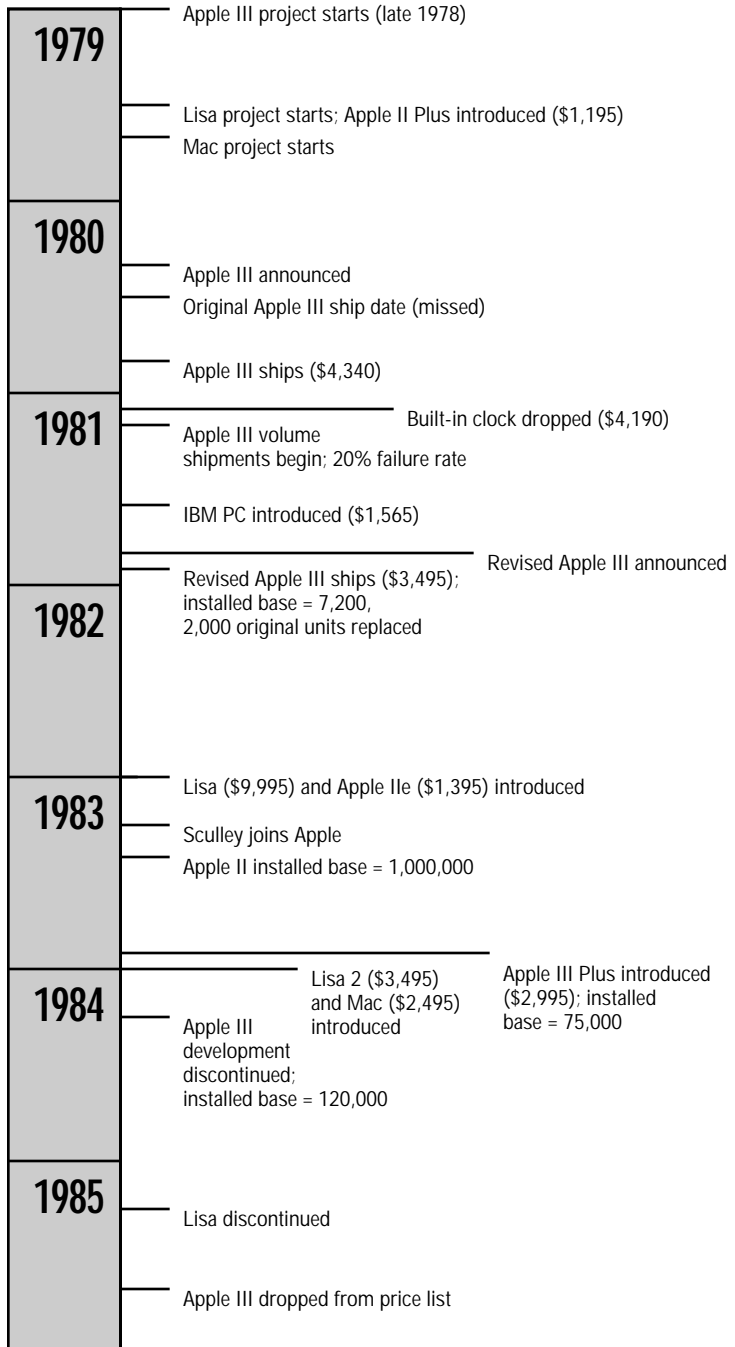 Apple III project starts (late 1978)
1979
Lisa project starts; Apple II Plus introduced ($1,195)
Mac project starts
1980
Apple III announced
Original Apple III ship date (missed)
Apple III ships ($4,340)
1981
Built-in clock dropped ($4,190)
Apple III volume
shipments begin; 20% failure rate
IBM PC introduced ($1,565)
Revised Apple III announced
Revised Apple III ships ($3,495);
installed base = 7,200,
2,000 original units replaced
1982
Lisa ($9,995) and Apple IIe ($1,395) introduced
1983
Sculley joins Apple
Apple II installed base = 1,000,000
Apple III Plus introduced
($2,995); installed
base = 75,000
Lisa 2 ($3,495)
and Mac ($2,495)
introduced
1984
Apple III
development
discontinued;
installed base = 120,000
1985
Lisa discontinued
Apple III dropped from price list